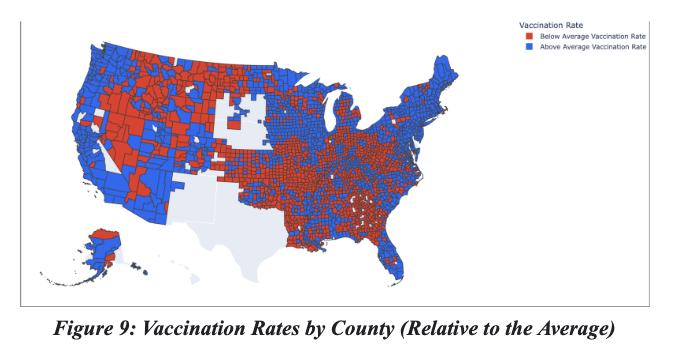 Vaccination Rate
Below Average Vaccination Rate
Above Average Vaccination Rate
Figure 9: Vaccination Rates by County (Relative to the Average)